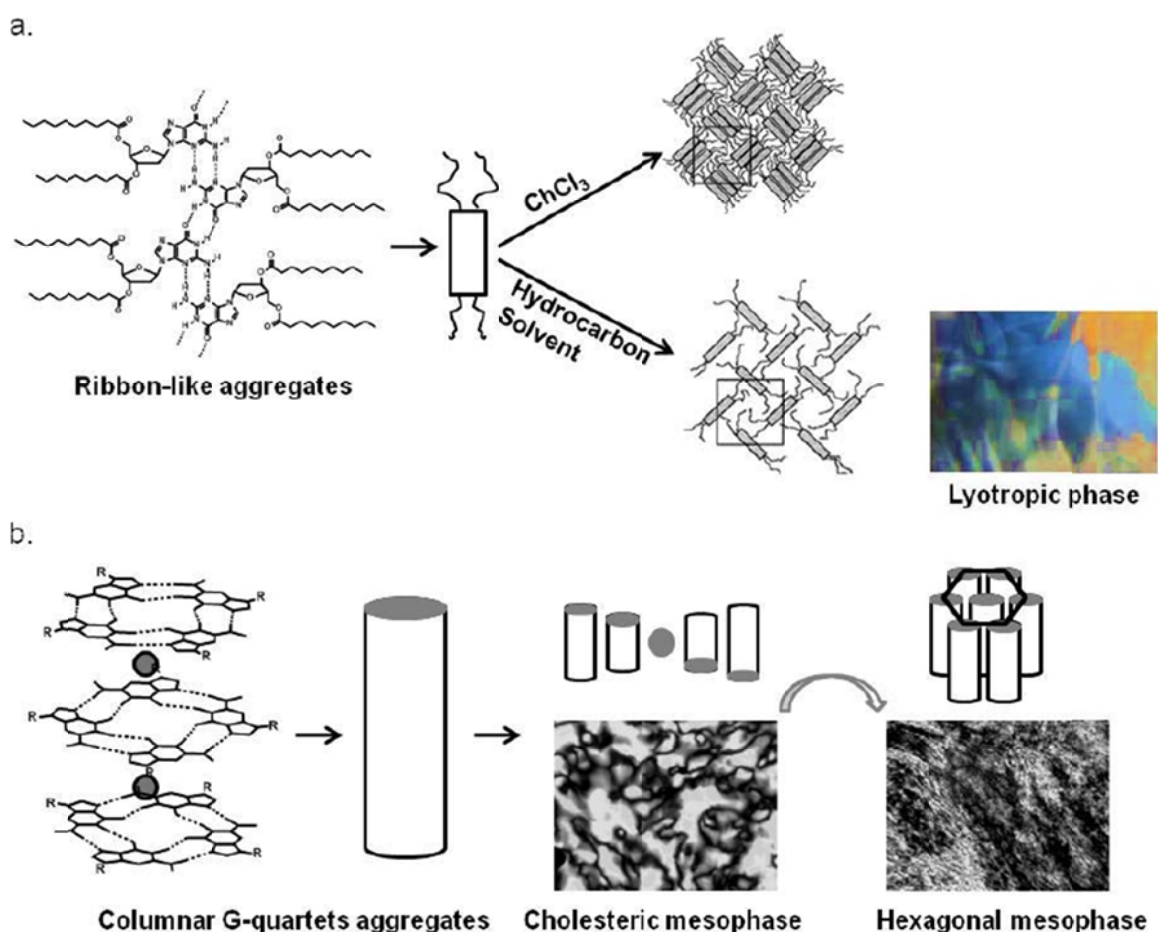 a.
ChCl3
Hydrocarbon
Solvent
Ribbon-like aggregates
Lyotropic phase
b.
R
R
R
R
R
R
R
R
R
Columnar G-quartets aggregates
Cholesteric mesophase
Hexagonal mesophase